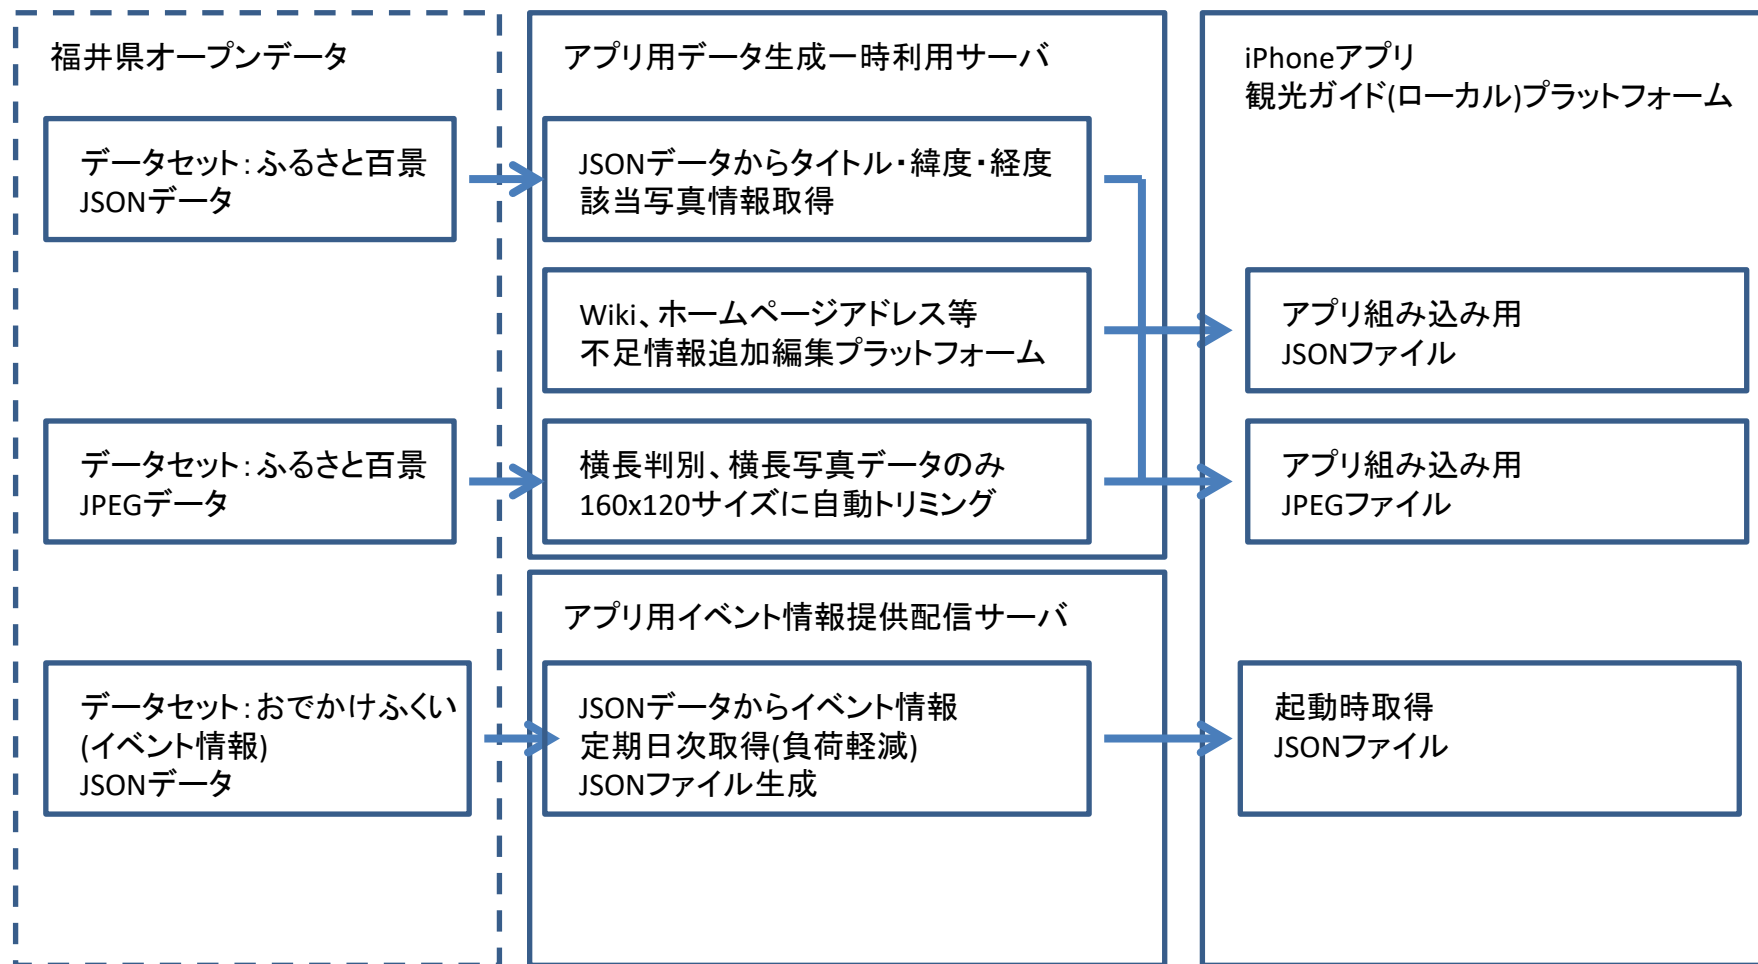 福井県オープンデータ
データセット：ふるさと百景
JSONデータ
データセット：ふるさと百景
JPEGデータ
データセット：おでかけふくい
(イベント情報)
JSONデータ
アプリ用データ生成一時利用サーバ
JSONデータからタイトル・緯度・経度
該当写真情報取得
Wiki、ホームページアドレス等
不足情報追加編集プラットフォーム
横長判別、横長写真データのみ
160x120サイズに自動トリミング
アプリ用イベント情報提供配信サーバ
JSONデータからイベント情報
定期日次取得(負荷軽減)
JSONファイル生成
iPhoneアプリ
観光ガイド(ローカル)プラットフォーム
アプリ組み込み用
JSONファイル
アプリ組み込み用
JPEGファイル
起動時取得
JSONファイル